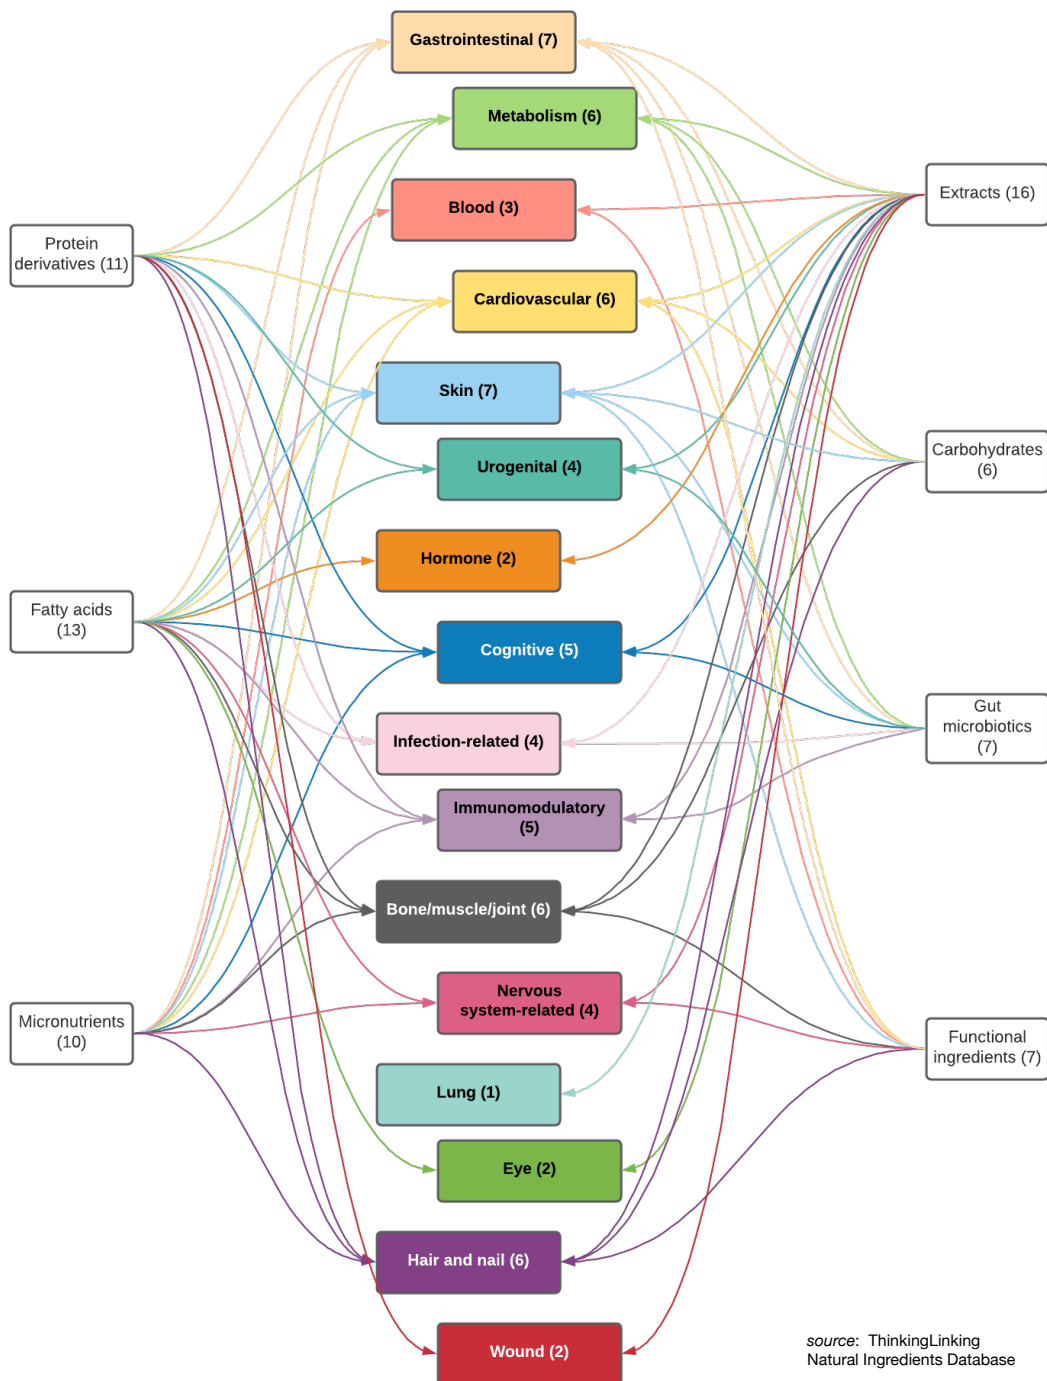 Gastrointestinal (7)
Metabolism (6)
Blood (3)
Cardiovascular (6)
Skin (7)
Urogenital (4)
Hormone (2)
Cognitive (5)
Infection-related (4)
Immunomodulatory
(5)
Bone/muscle/joint (6)
Nervous
system-related (4)
Lung (1)
Eye (2)
Hair and nail (6)
Wound (2)
Protein
derivatives (11)
Fatty acids
(13)
Micronutrients
(10)
Extracts (16)
Carbohydrates
(6)
Gut
microbiotics
(7)
Functional
ingredients (7)
source: ThinkingLinking
Natural Ingredients Database